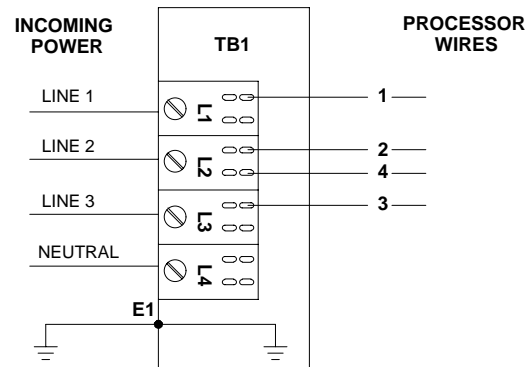 INCOMING
POWER
TB1
PROCESSOR
WIRES
LINE 1
L1
1
LINE 2
L2
2
4
LINE 3
L3
3
NEUTRAL
L4
E1